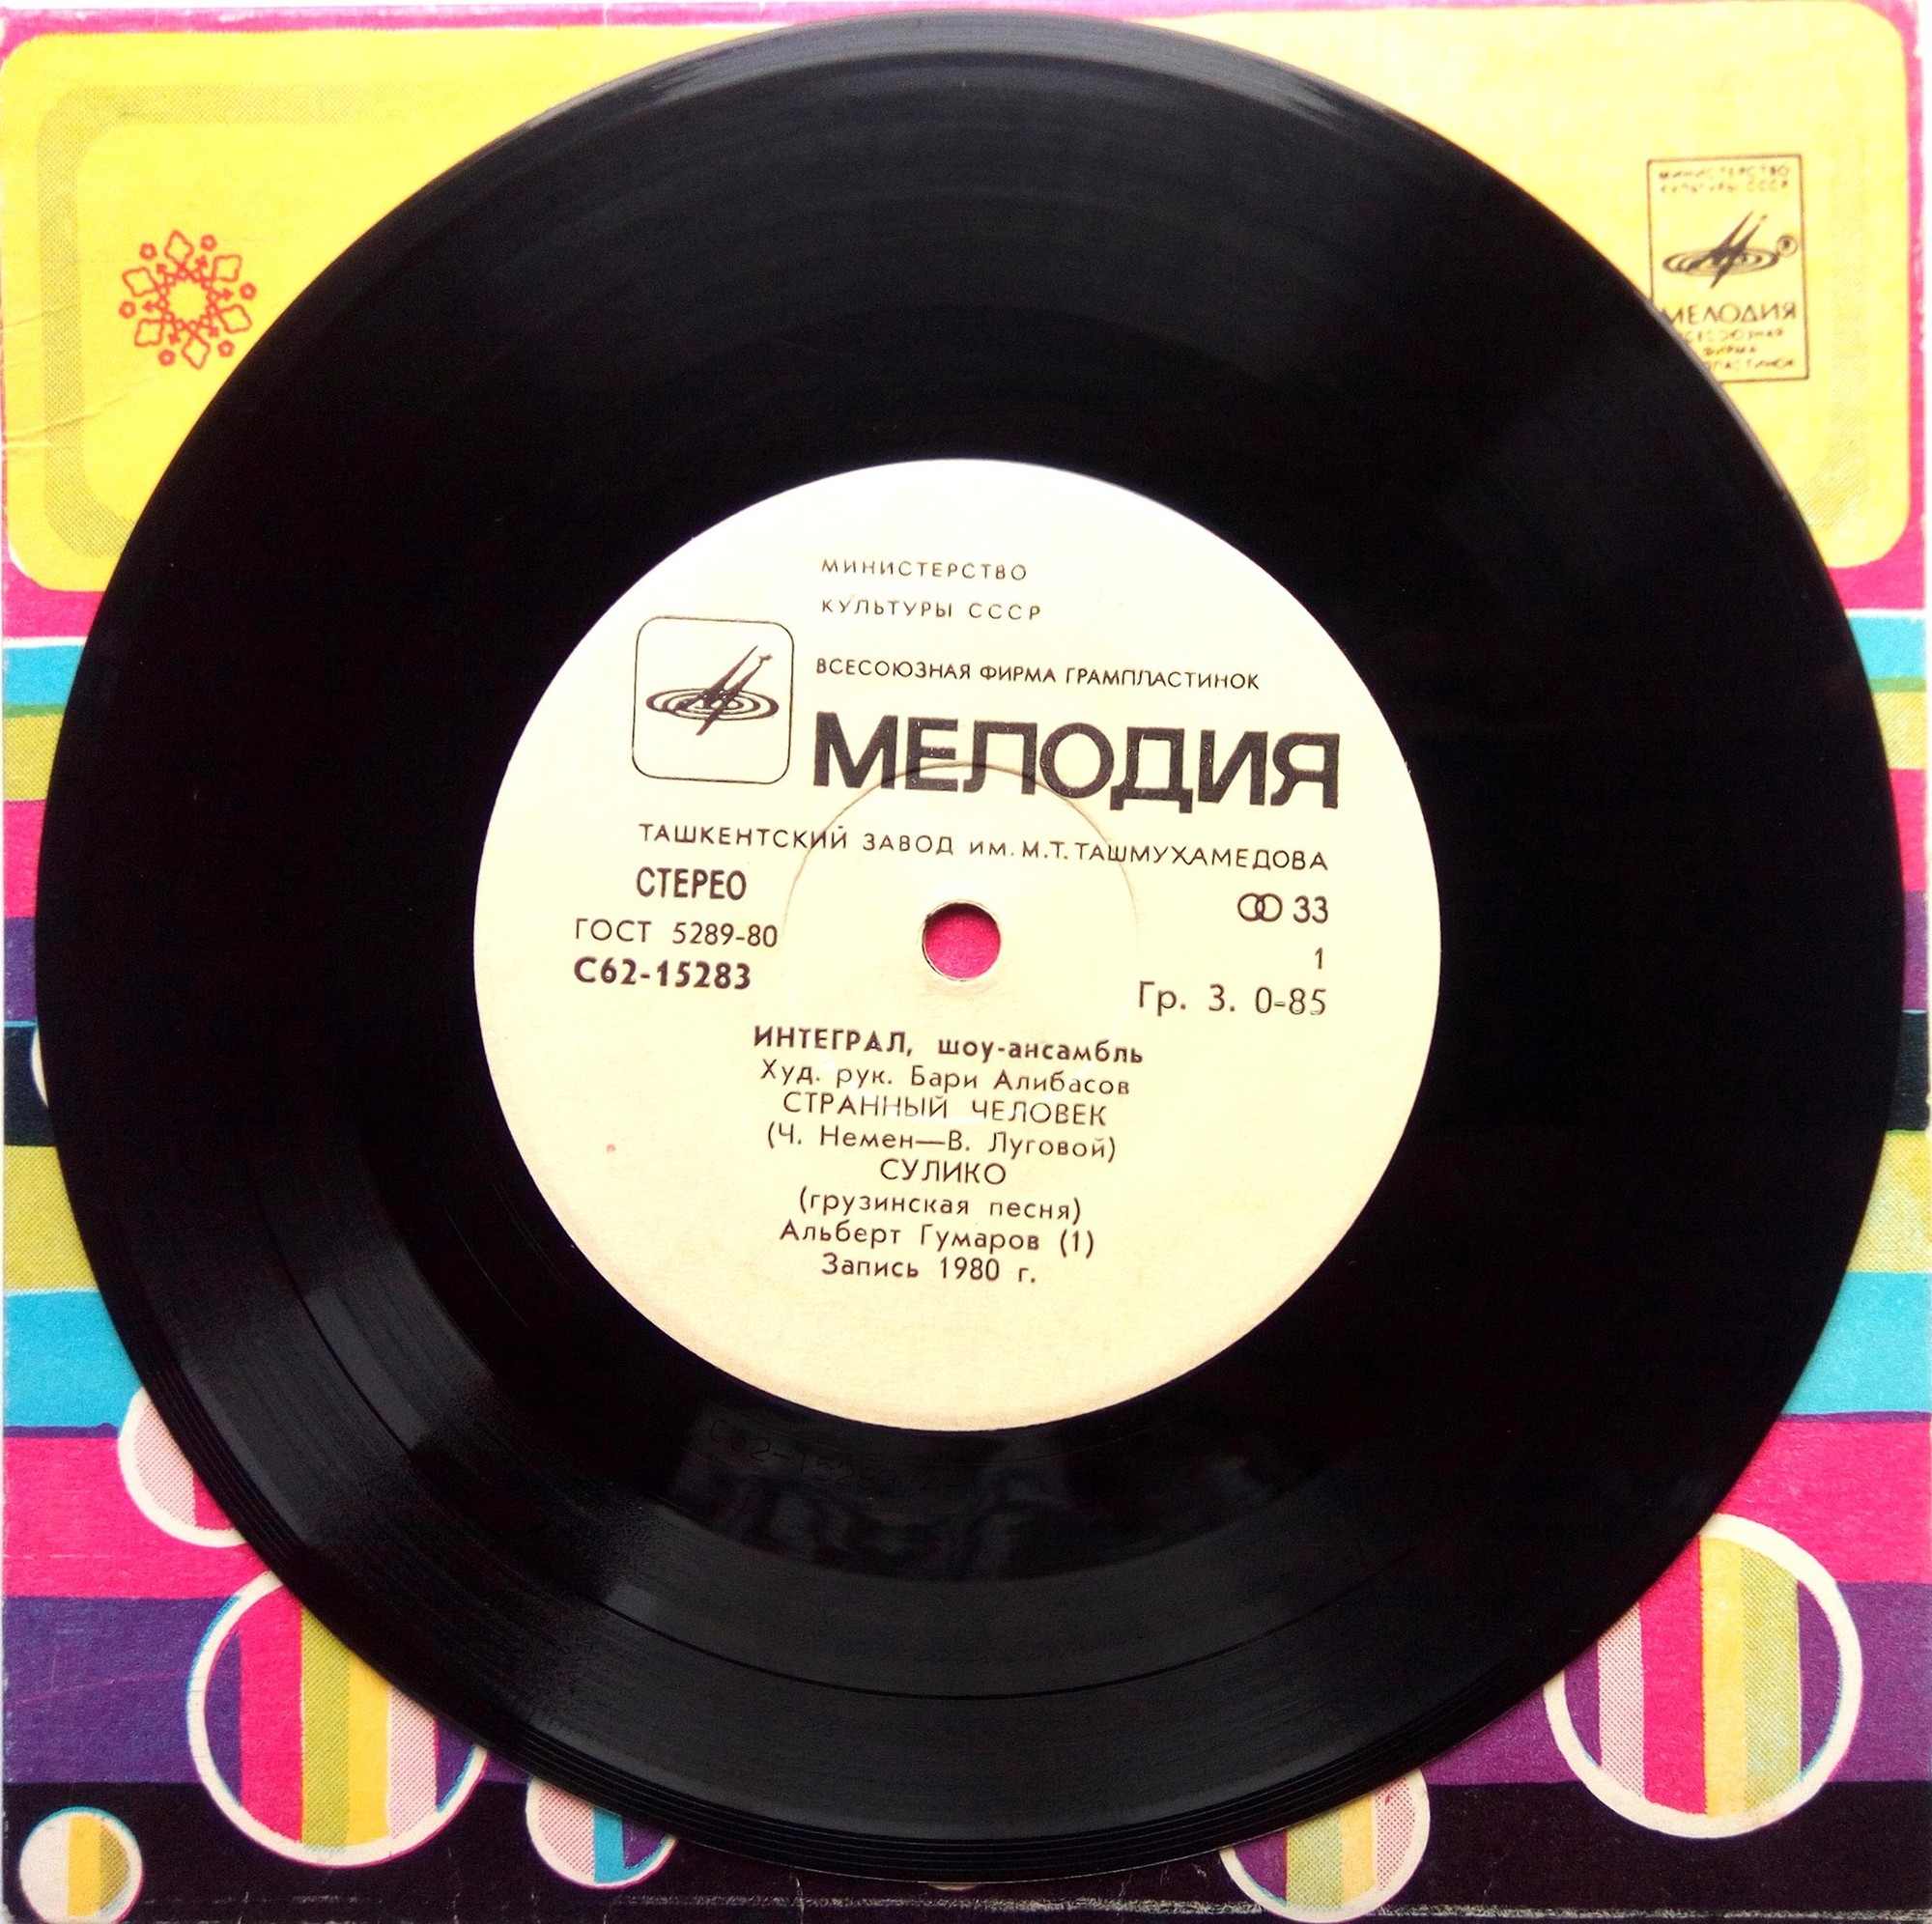 МИНИСТЕРСТВО
КУЛЬТУРЫ СССР
МЕЛОДИЯ
ФИРМА
МИНИСТЕРСТВО
КУЛЬТУРЫ СССР
ВСЕСОЮЗНАЯ ФИРМА ГРАМПЛАСТИНОК
МЕЛОДИЯ
ТАШКЕНТСКИЙ ЗАВОД им. М.Т. ТАШМУХАМЕДОВА
СТЕРЕО
33
ГОСТ 5289-80
1
С62-15283
Гр. 3. 0-85
ИНТЕГРАЛ, шоу-ансамбль
Худ. рук. Бари Алибасов
СТРАННЫЙ ЧЕЛОВЕК
(Ч. Немен—В. Луговой)
СУЛИКО
(грузинская песня)
Альберт Гумаров (1)
Запись 1980 г.